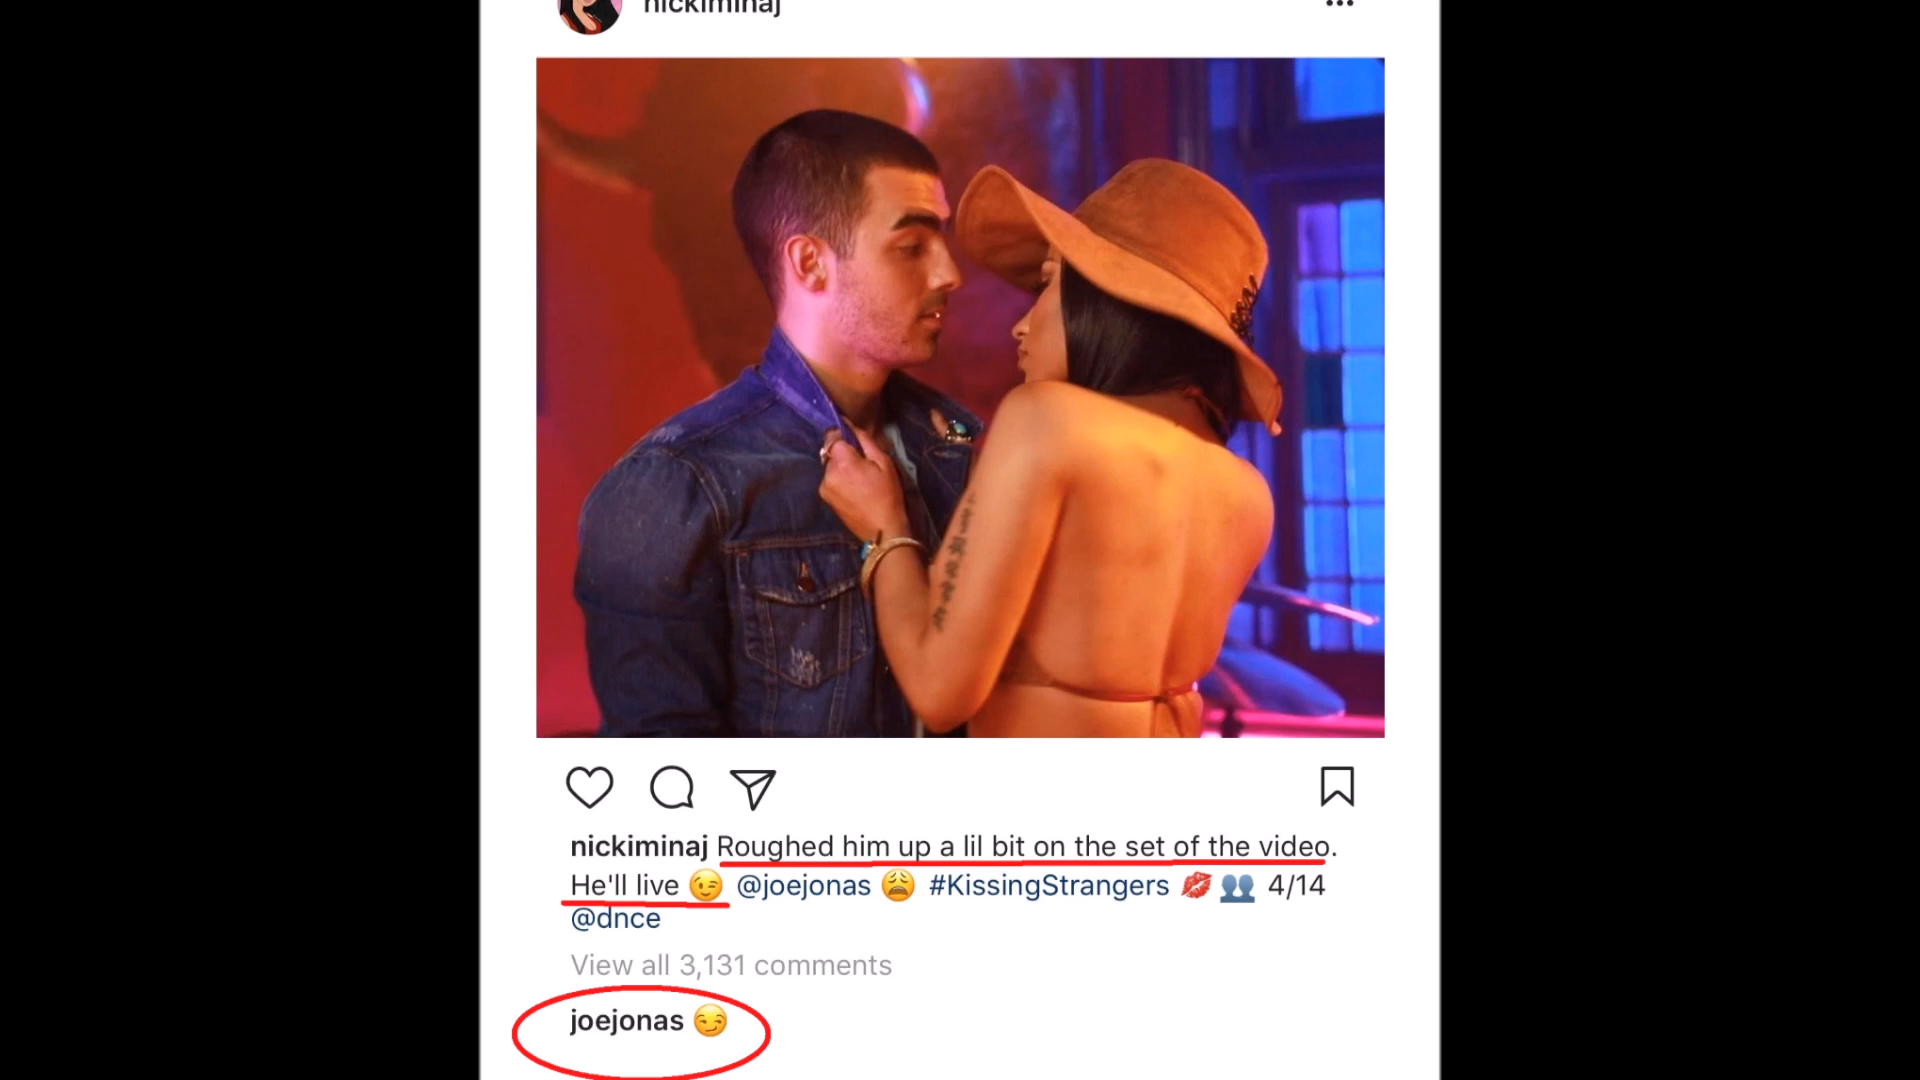 nickiminaj
nickiminaj Roughed him up a lil bit on the set of the video.
He'll live 😉 @joejonas 😩 #KissingStrangers 💋 👥 4/14
@dnce
View all 3,131 comments
joejonas 😏